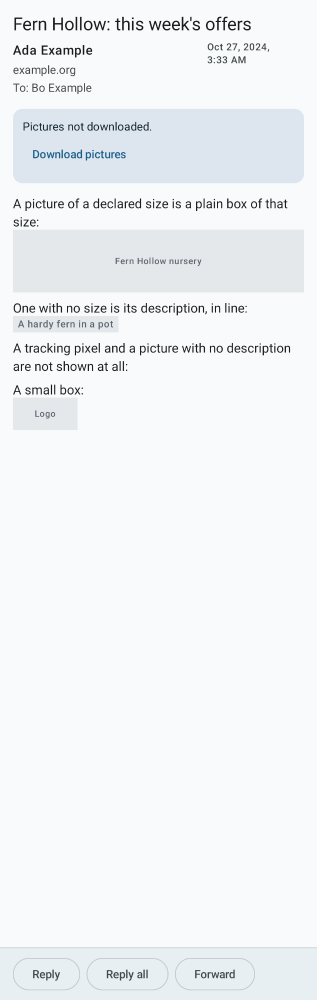 Fern Hollow: this week's offers
Ada Example
Oct 27, 2024,
3:33 AM
example.org
To: Bo Example
Pictures not downloaded.
Download pictures
A picture of a declared size is a plain box of that
size:
Fern Hollow nursery
One with no size is its description, in line:
A hardy fern in a pot
A tracking pixel and a picture with no description
are not shown at all:
A small box:
Logo
Reply
Reply all
Forward